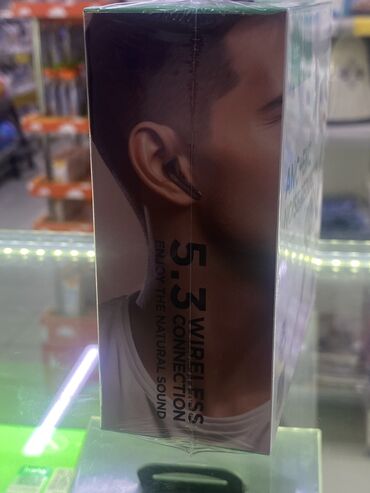 5.3 WIRELESS
CONNECTION
ENJOY THE NATURAL SOUND